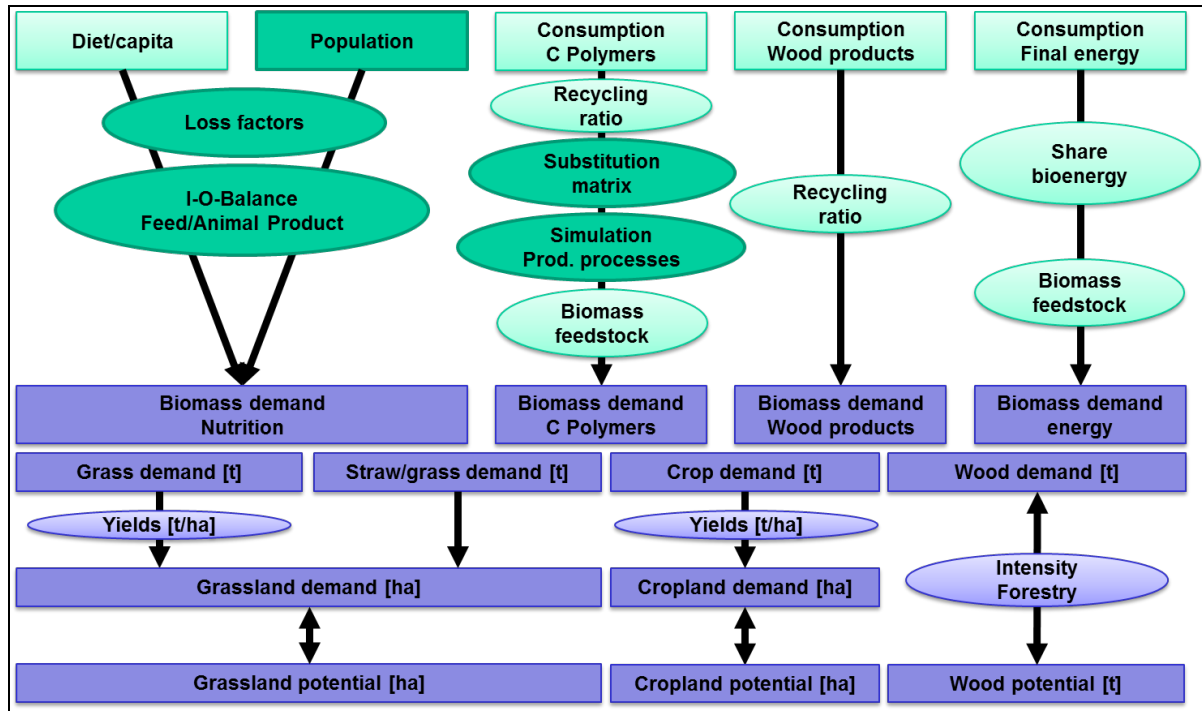 Diet/capita
Population
Consumption
C Polymers
Consumption
Wood products
Consumption
Final energy
Loss factors
I-O-Balance
Feed/Animal Product
Recycling
ratio
Substitution
matrix
Simulation
Prod. processes
Biomass
feedstock
Recycling
ratio
Share
bioenergy
Biomass
feedstock
Biomass demand
Nutrition
Biomass demand
C Polymers
Biomass demand
Wood products
Biomass demand
energy
Grass demand [t]
Straw/grass demand [t]
Crop demand [t]
Wood demand [t]
Yields [t/ha]
Yields [t/ha]
Intensity
Forestry
Grassland demand [ha]
Cropland demand [ha]
Grassland potential [ha]
Cropland potential [ha]
Wood potential [t]